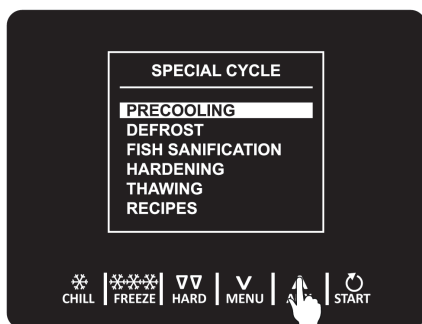 SPECIAL CYCLE
PRECOOLING
DEFROST
FISH SANIFICATION
HARDENING
THAWING
RECIPES
CHILL FREEZE HARD MENU START